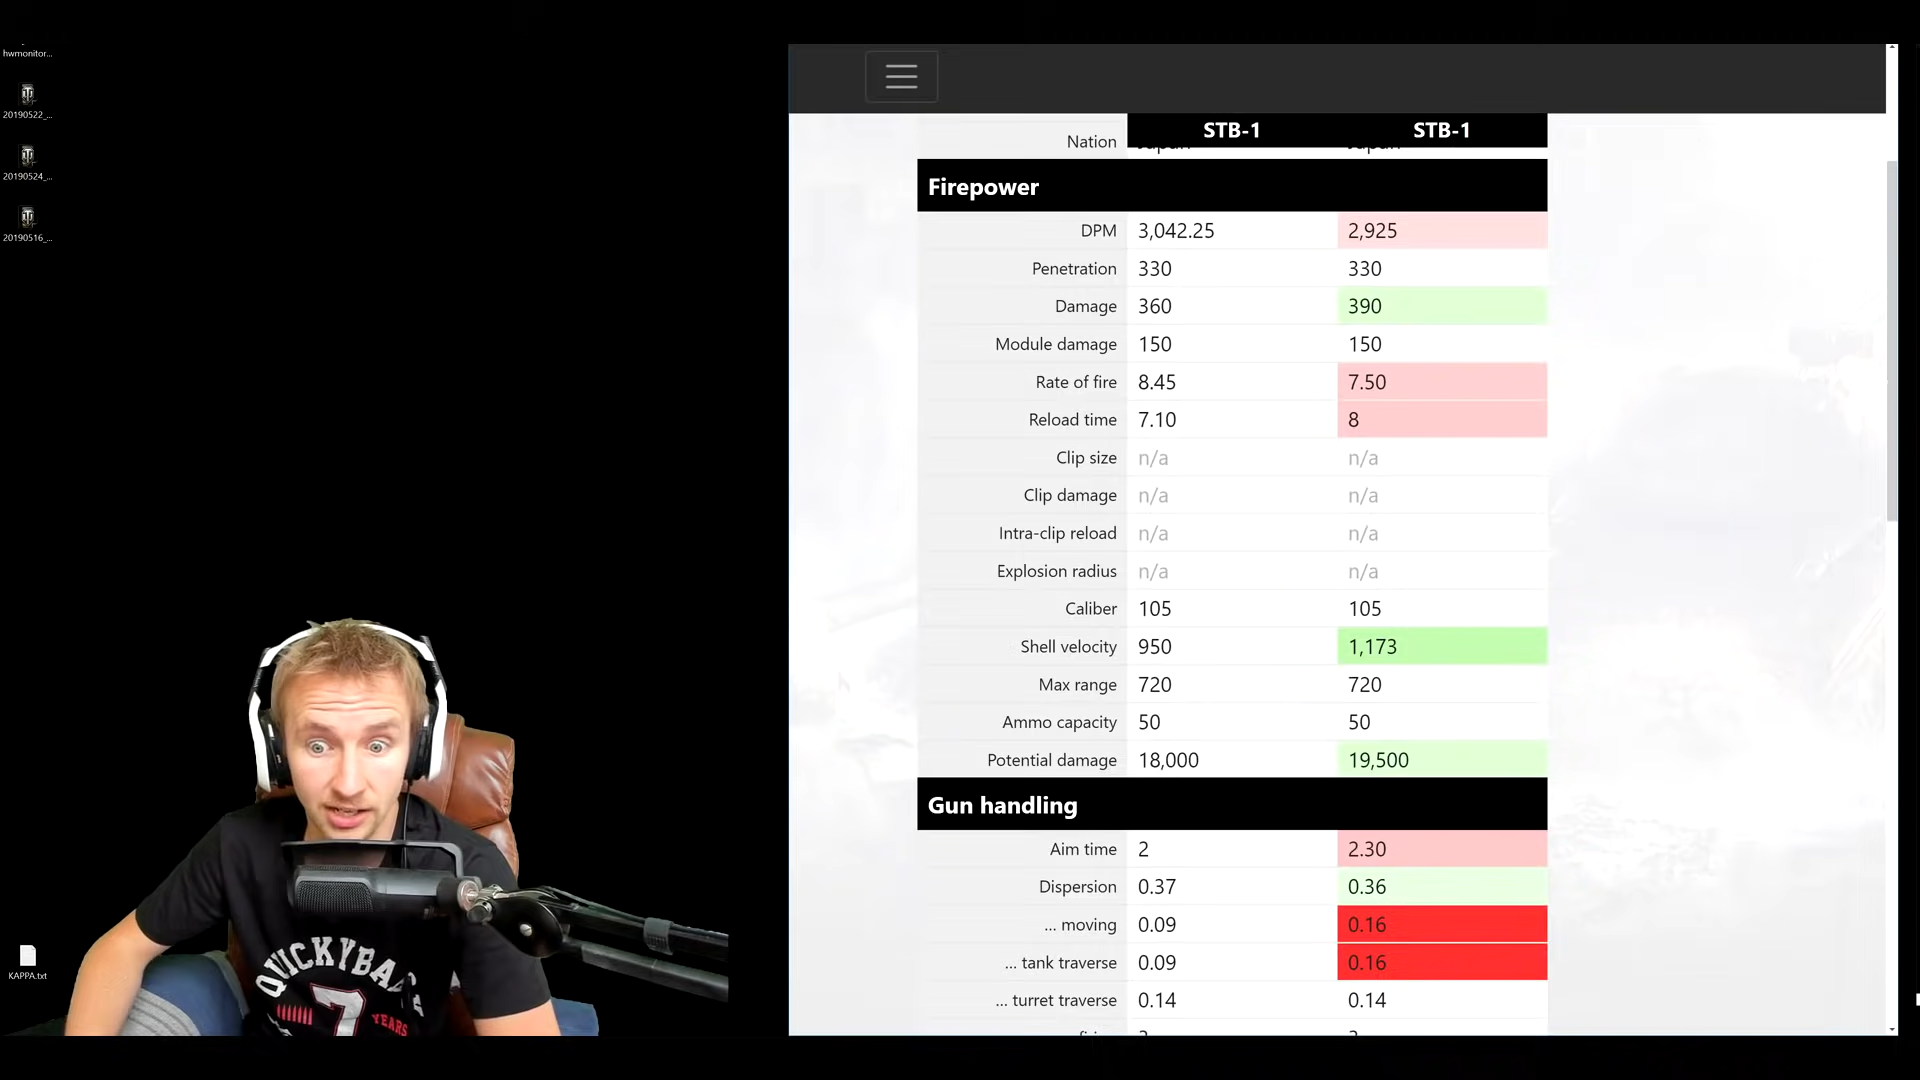 hwmonitor...
20190522_...
20190524_...
20190516_...
KAPPA.txt
QUICKYBABY
7
YEARS
STB-1 STB-1
Nation Japan Japan
Firepower
DPM 3,042.25 2,925
Penetration 330 330
Damage 360 390
Module damage 150 150
Rate of fire 8.45 7.50
Reload time 7.10 8
Clip size n/a n/a
Clip damage n/a n/a
Intra-clip reload n/a n/a
Explosion radius n/a n/a
Caliber 105 105
Shell velocity 950 1,173
Max range 720 720
Ammo capacity 50 50
Potential damage 18,000 19,500
Gun handling
Aim time 2 2.30
Dispersion 0.37 0.36
... moving 0.09 0.16
... tank traverse 0.09 0.16
... turret traverse 0.14 0.14